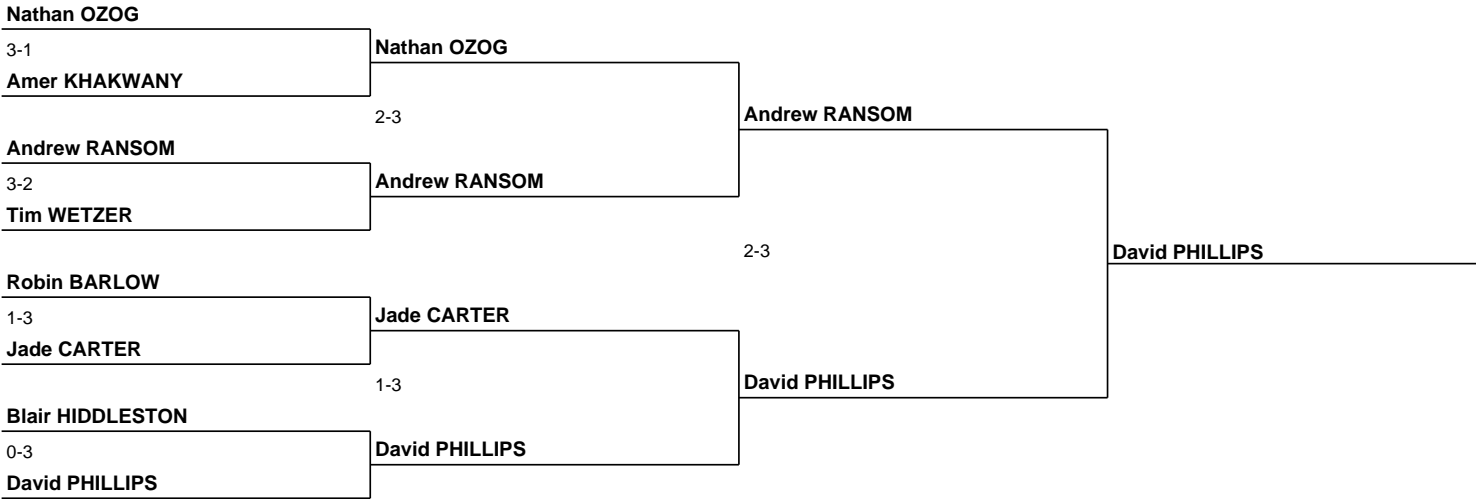 Nathan OZOG
3-1
Amer KHAKWANY
Nathan OZOG
2-3
Andrew RANSOM
Andrew RANSOM
3-2
Tim WETZER
Andrew RANSOM
2-3
David PHILLIPS
Robin BARLOW
1-3
Jade CARTER
Jade CARTER
1-3
David PHILLIPS
Blair HIDDLESTON
0-3
David PHILLIPS
David PHILLIPS